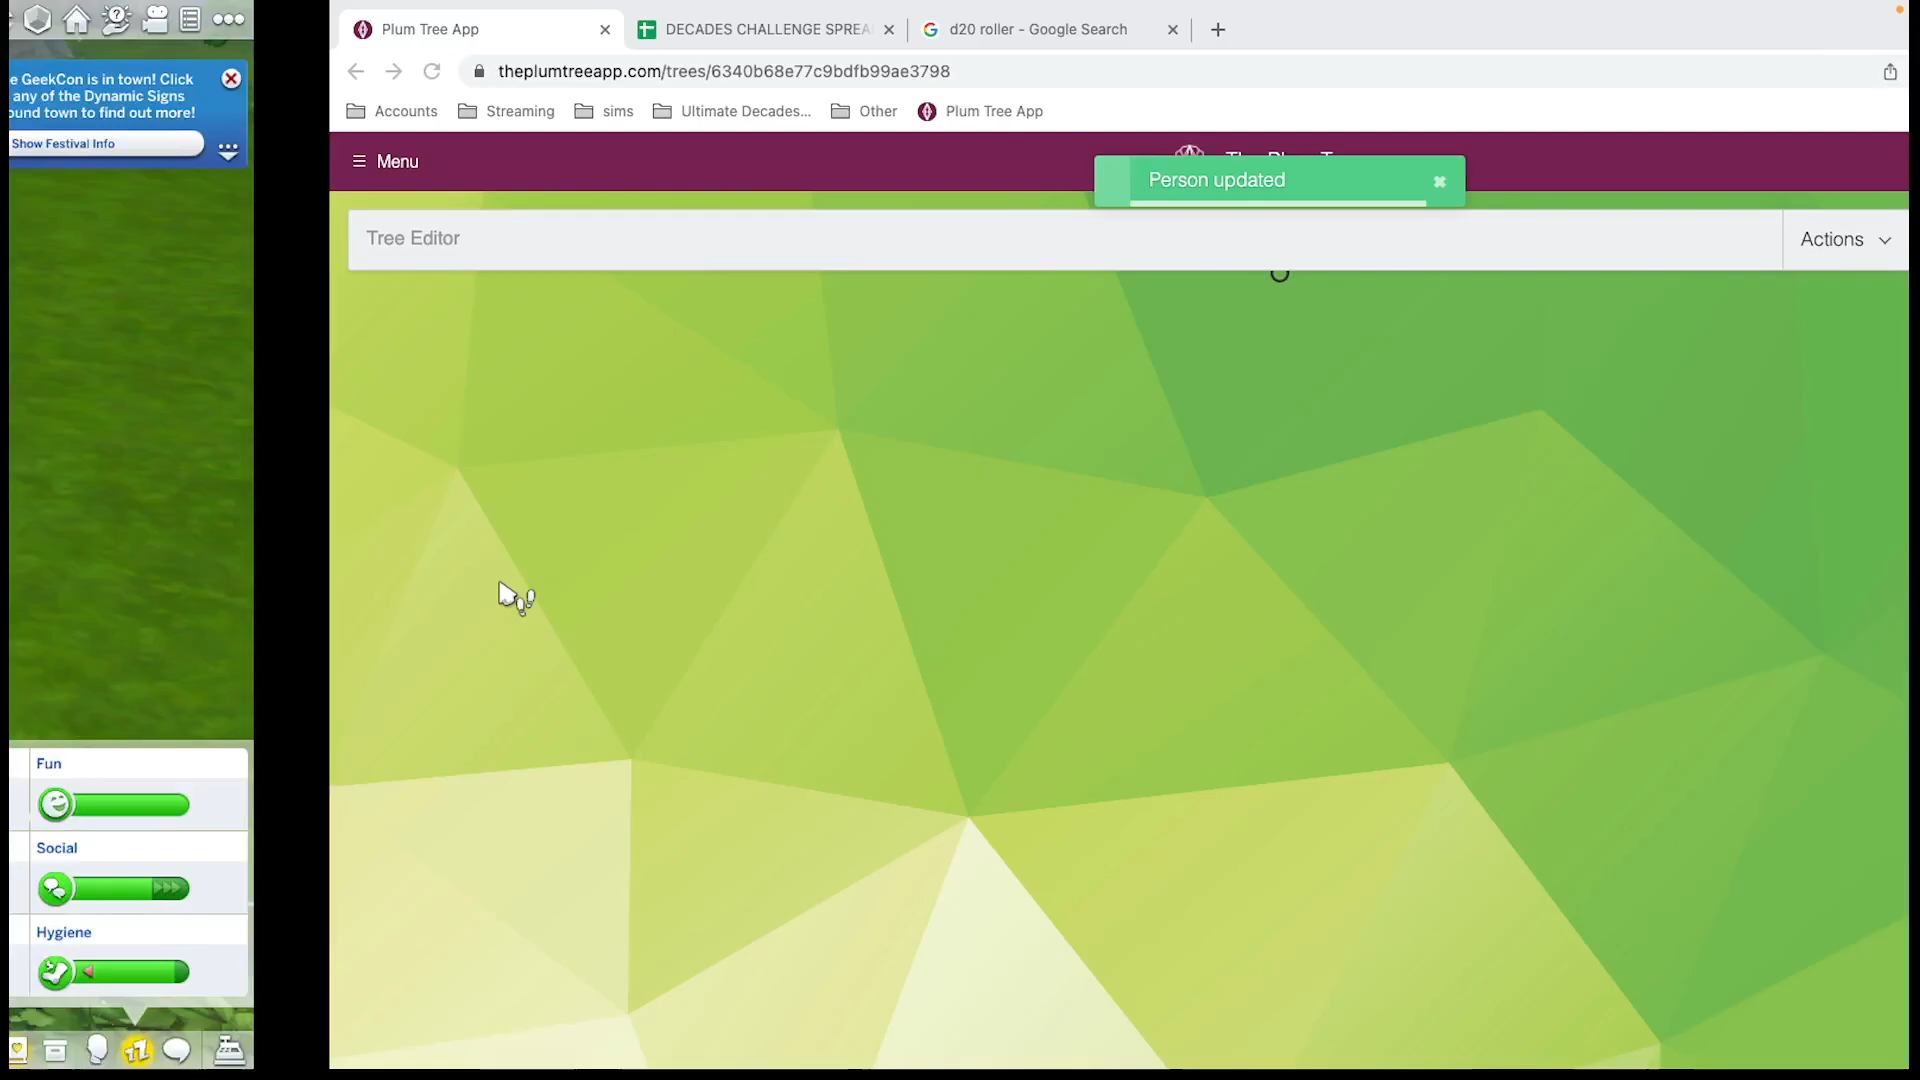 e GeekCon is in town! Click
any of the Dynamic Signs
ound town to find out more!
Show Festival Info
Fun
Social
Hygiene
Plum Tree App
DECADES CHALLENGE SPREA
d20 roller - Google Search
theplumtreeapp.com/trees/6340b68e77c9bdfb99ae3798
Accounts
Streaming
sims
Ultimate Decades...
Other
Plum Tree App
Menu
Person updated
Tree Editor
Actions